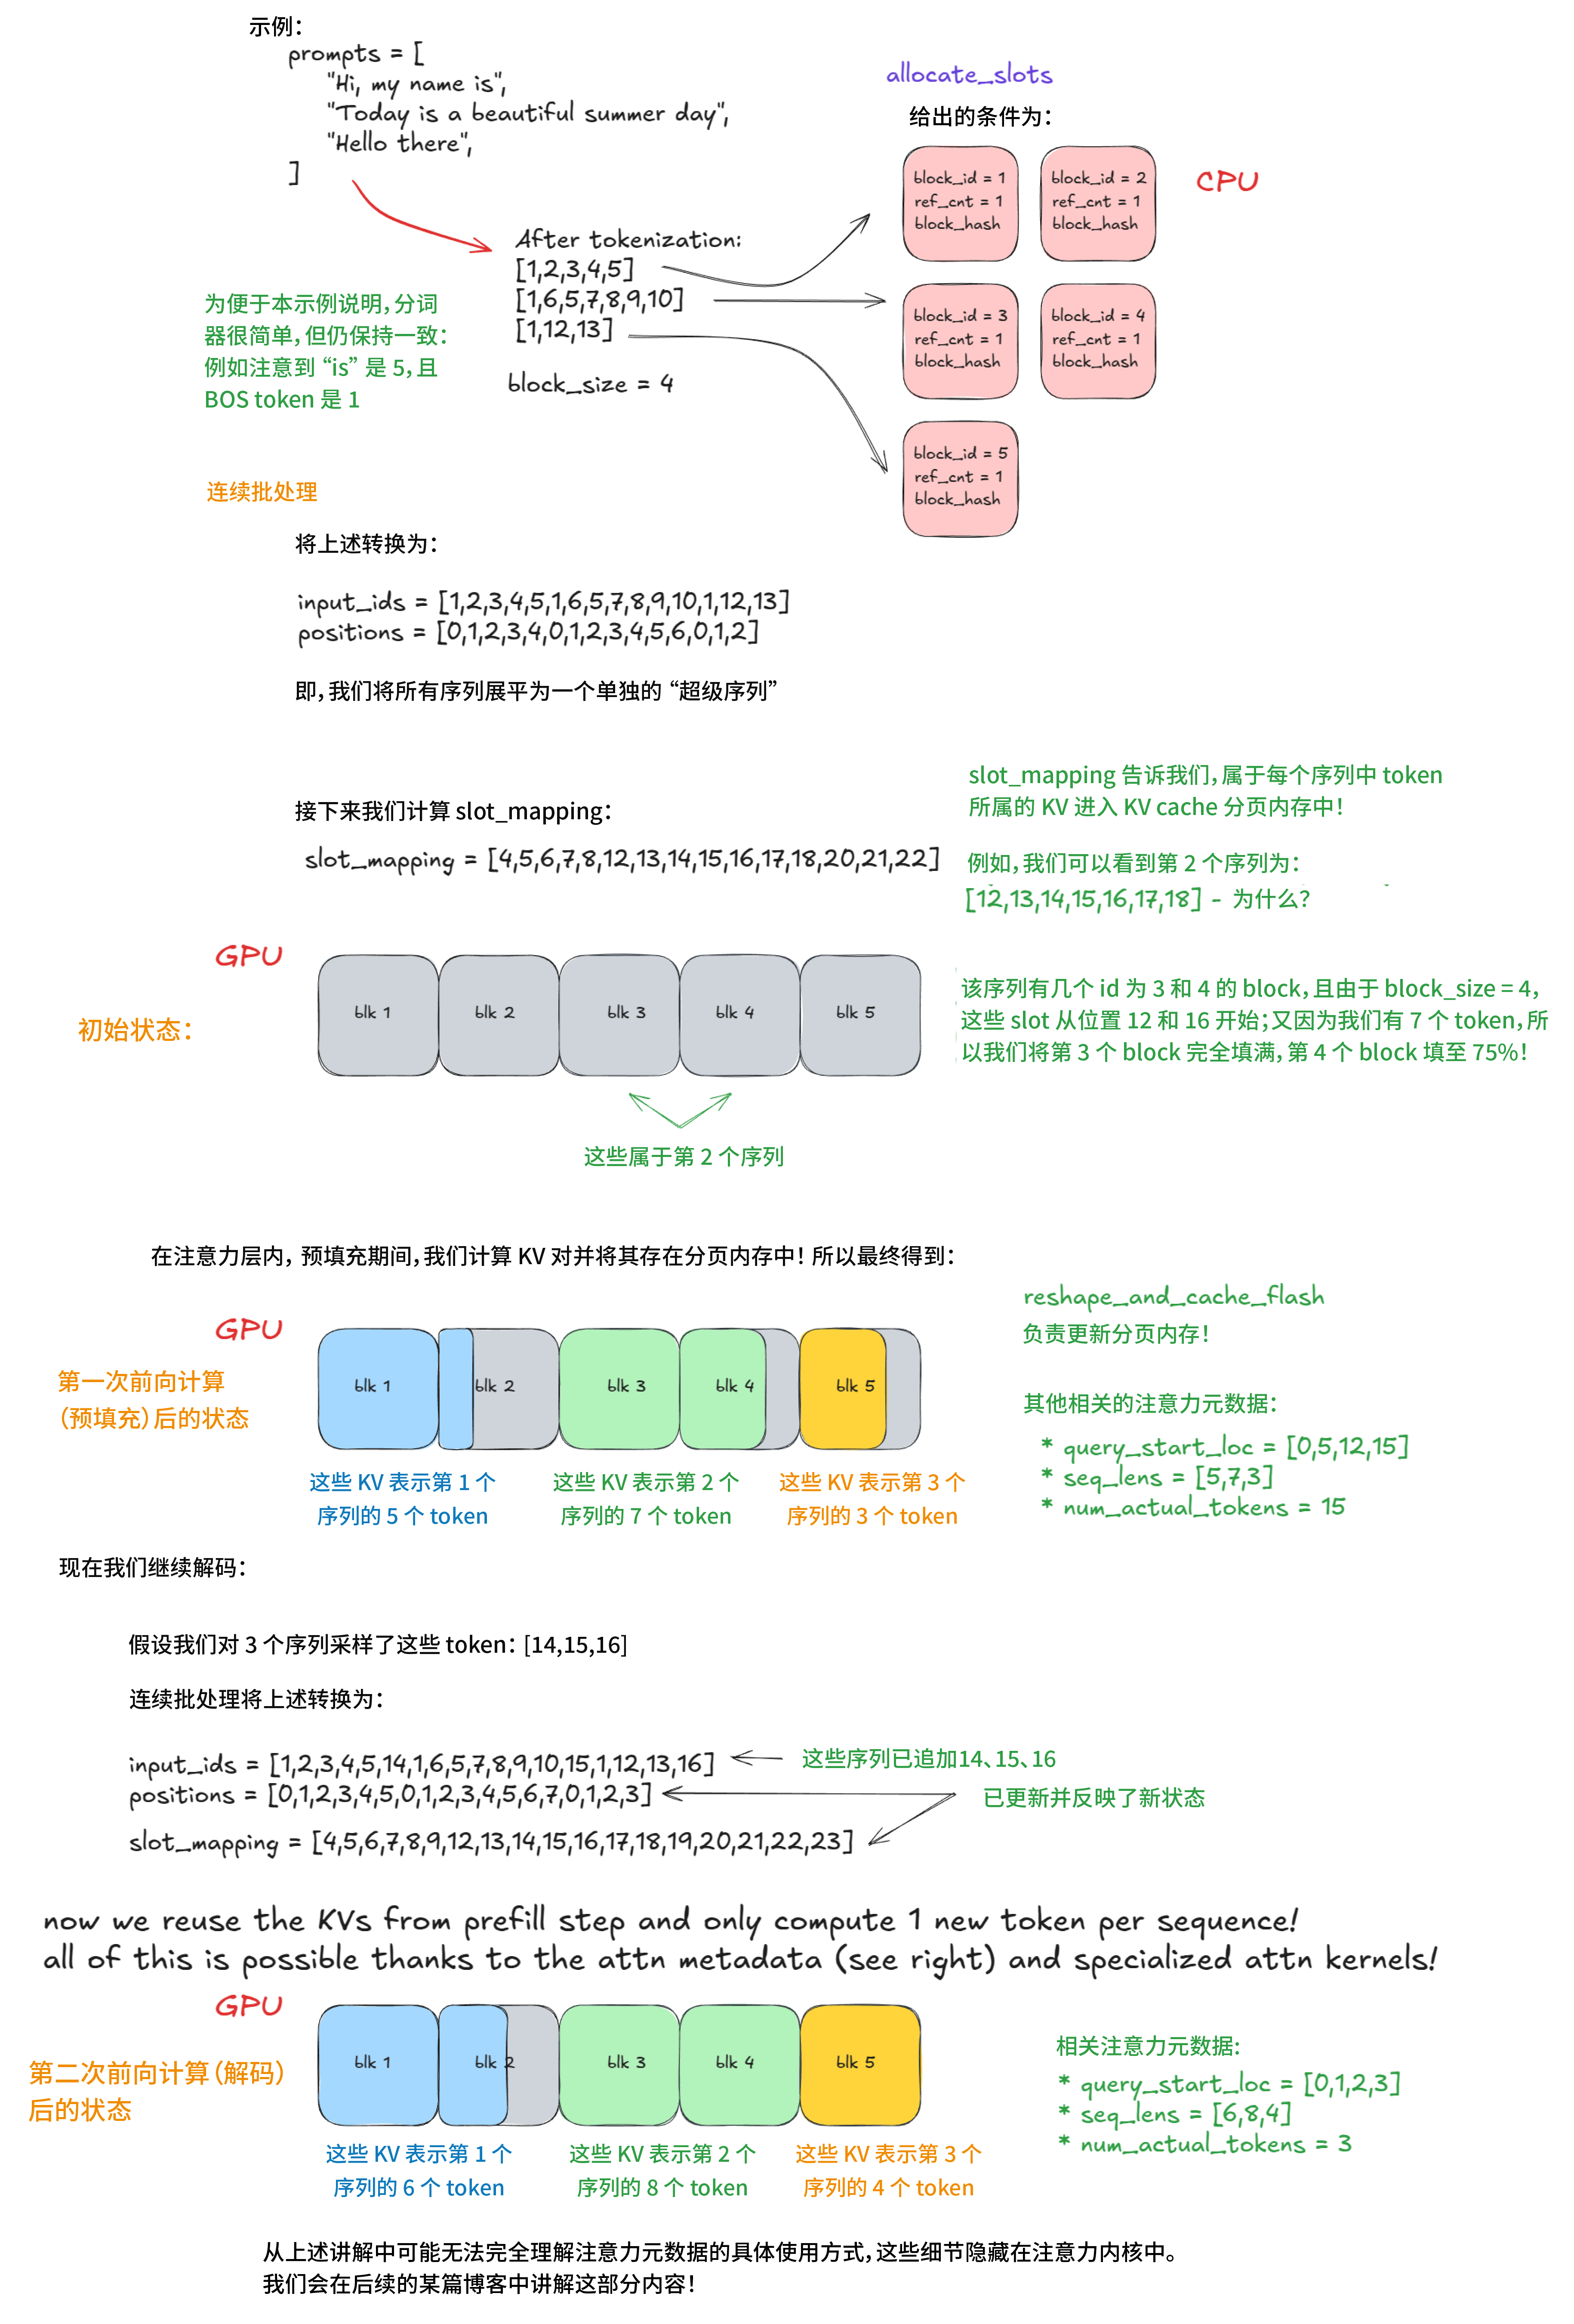 示例：
prompts = [
"Hi, my name is",
"Today is a beautiful summer day",
"Hello there",
]
allocate_slots
给出的条件为：
CPU
block_id = 1
ref_cnt = 1
block_hash
block_id = 2
ref_cnt = 1
block_hash
block_id = 3
ref_cnt = 1
block_hash
block_id = 4
ref_cnt = 1
block_hash
block_id = 5
ref_cnt = 1
block_hash
After tokenization:
[1,2,3,4,5]
[1,6,5,7,8,9,10]
[1,12,13]
block_size = 4
为便于本示例说明，分词
器很简单，但仍保持一致：
例如注意到 “is” 是 5，且
BOS token 是 1
连续批处理
将上述转换为：
input_ids = [1,2,3,4,5,1,6,5,7,8,9,10,1,12,13]
positions = [0,1,2,3,4,0,1,2,3,4,5,6,0,1,2]
即，我们将所有序列展平为一个单独的 “超级序列”
接下来我们计算 slot_mapping：
slot_mapping = [4,5,6,7,8,12,13,14,15,16,17,18,20,21,22]
slot_mapping 告诉我们，属于每个序列中 token
所属的 KV 进入 KV cache 分页内存中！
例如，我们可以看到第 2 个序列为：
[12,13,14,15,16,17,18] - 为什么？
GPU
初始状态：
blk 1
blk 2
blk 3
blk 4
blk 5
该序列有几个 id 为 3 和 4 的 block，且由于 block_size = 4，
这些 slot 从位置 12 和 16 开始；又因为我们有 7 个 token，所
以我们将第 3 个 block 完全填满，第 4 个 block 填至 75%！
这些属于第 2 个序列
在注意力层内，预填充期间，我们计算 KV 对并将其存在分页内存中！所以最终得到：
GPU
第一次前向计算
（预填充）后的状态
blk 1
blk 2
blk 3
blk 4
blk 5
这些 KV 表示第 1 个
序列的 5 个 token
这些 KV 表示第 2 个
序列的 7 个 token
这些 KV 表示第 3 个
序列的 3 个 token
reshape_and_cache_flash
负责更新分页内存！
其他相关的注意力元数据：
* query_start_loc = [0,5,12,15]
* seq_lens = [5,7,3]
* num_actual_tokens = 15
现在我们继续解码：
假设我们对 3 个序列采样了这些 token：[14,15,16]
连续批处理将上述转换为：
input_ids = [1,2,3,4,5,14,1,6,5,7,8,9,10,15,1,12,13,16]
这些序列已追加14、15、16
positions = [0,1,2,3,4,5,0,1,2,3,4,5,6,7,0,1,2,3]
已更新并反映了新状态
slot_mapping = [4,5,6,7,8,9,12,13,14,15,16,17,18,19,20,21,22,23]
now we reuse the KVs from prefill step and only compute 1 new token per sequence!
all of this is possible thanks to the attn metadata (see right) and specialized attn kernels!
GPU
第二次前向计算（解码）
后的状态
blk 1
blk 2
blk 3
blk 4
blk 5
这些 KV 表示第 1 个
序列的 6 个 token
这些 KV 表示第 2 个
序列的 8 个 token
这些 KV 表示第 3 个
序列的 4 个 token
相关注意力元数据:
* query_start_loc = [0,1,2,3]
* seq_lens = [6,8,4]
* num_actual_tokens = 3
从上述讲解中可能无法完全理解注意力元数据的具体使用方式，这些细节隐藏在注意力内核中。
我们会在后续的某篇博客中讲解这部分内容！